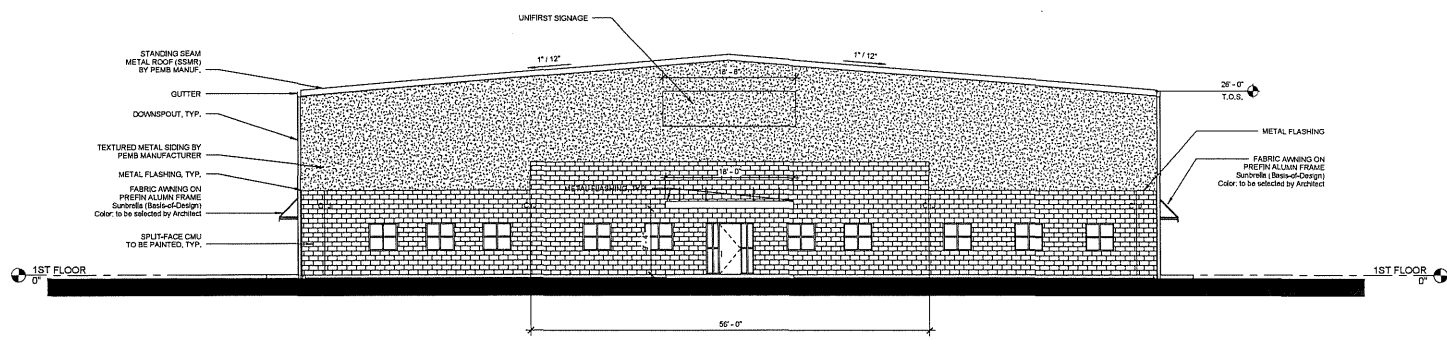 UNIFIRST SIGNAGE
STANDING SEAM
METAL ROOF (SSMR)
BY PEMB MANUF.
1" / 12"
1" / 12"
18' - 8"
GUTTER
26' - 0"
T.O.S.
DOWNSPOUT, TYP.
METAL FLASHING
TEXTURED METAL SIDING BY
PEMB MANUFACTURER
METAL FLASHING, TYP.
FABRIC AWNING ON
PREFIN ALUMN FRAME
Sunbrella (Basis-of-Design)
Color: to be selected by Architect
18' - 0"
METAL FLASHING, TYP.
FABRIC AWNING ON
PREFIN ALUMN FRAME
Sunbrella (Basis-of-Design)
Color: to be selected by Architect
SPLIT-FACE CMU
TO BE PAINTED, TYP.
1ST FLOOR
0"
1ST FLOOR
0"
56' - 0"